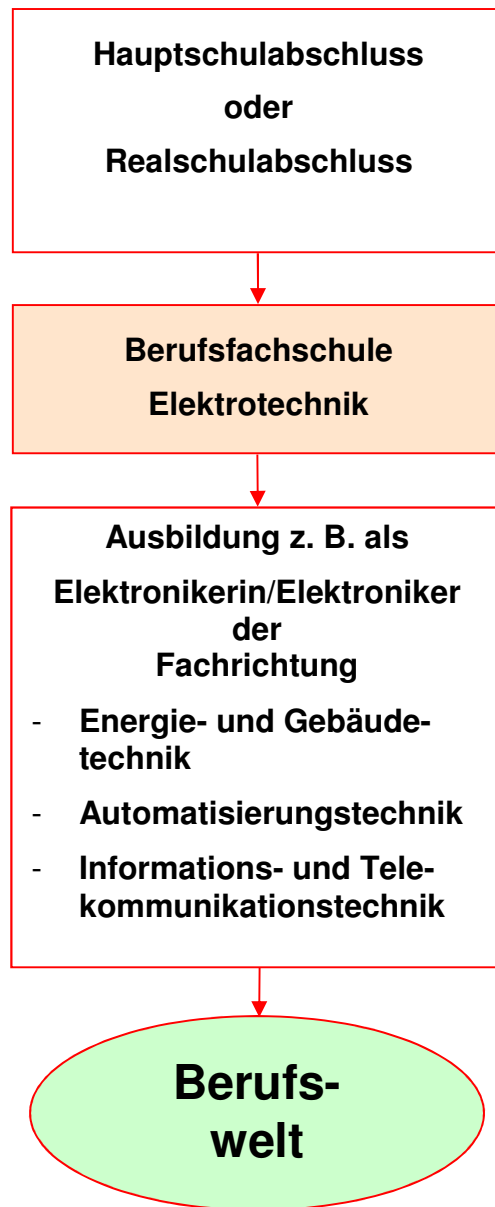 Hauptschulabschluss
oder
Realschulabschluss
Berufsfachschule
Elektrotechnik
Ausbildung z. B. als
Elektronikerin/Elektroniker
der
Fachrichtung
- Energie- und Gebäude-
technik
- Automatisierungstechnik
- Informations- und Tele-
kommunikationstechnik
Berufs-
welt